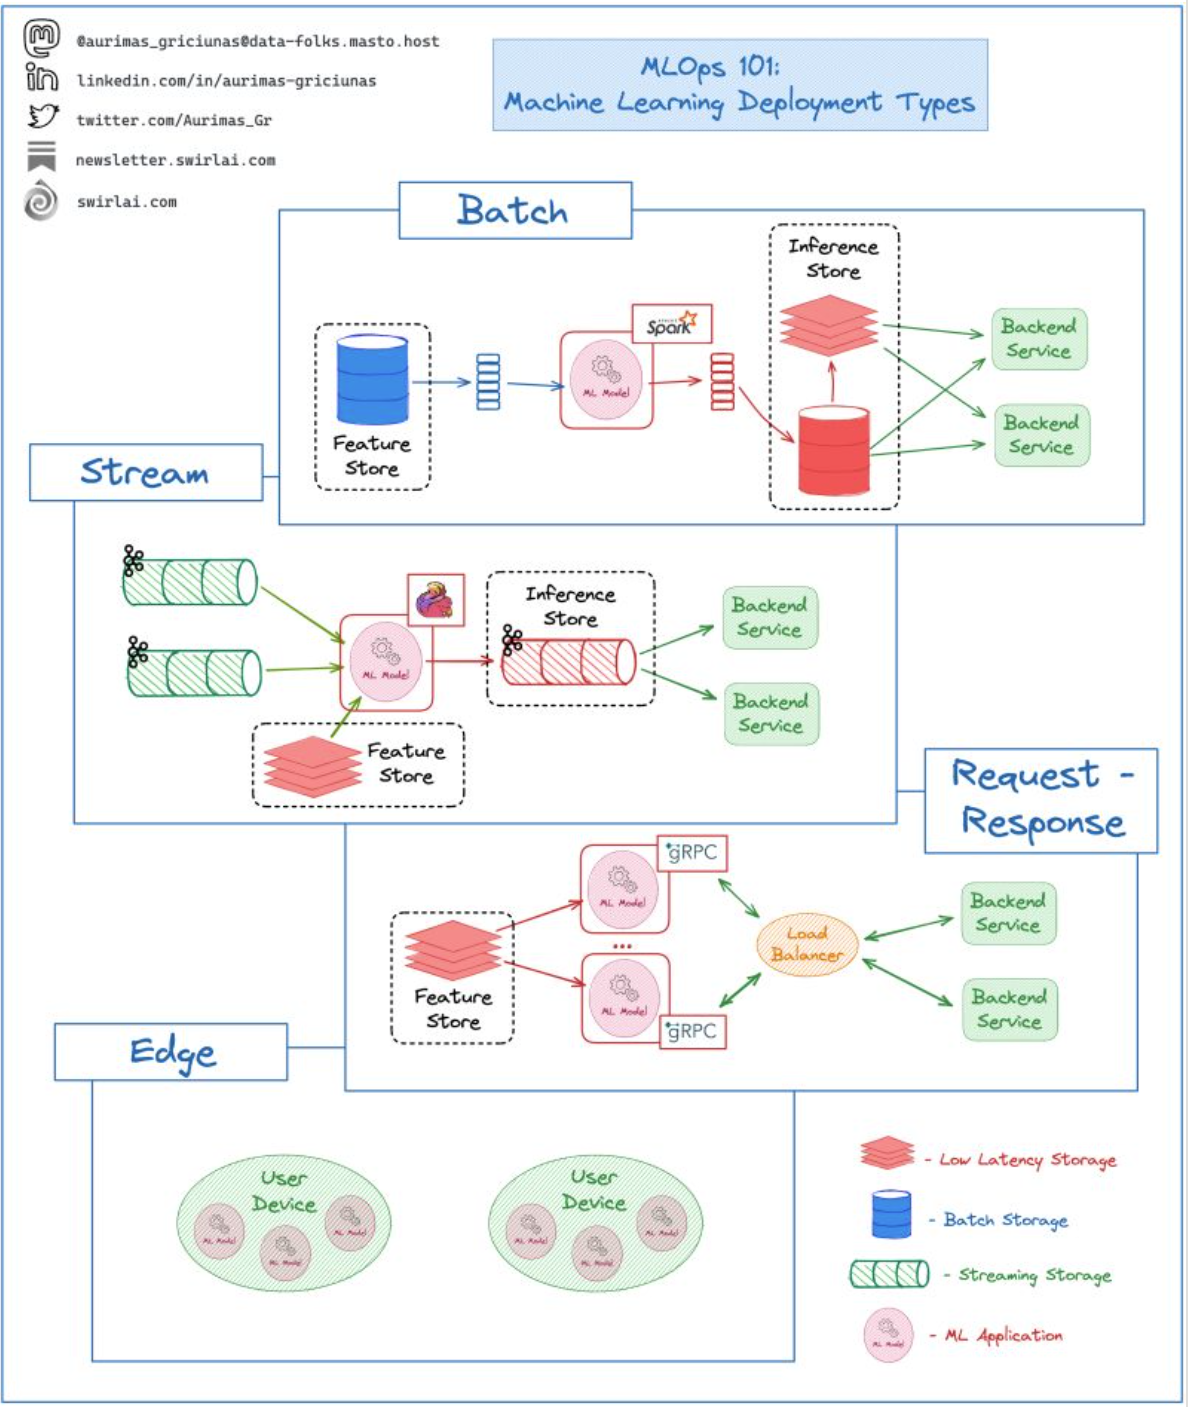 @aurimas_griciunas@data-folks.masto.host
linkedin.com/in/aurimas-griciunas
twitter.com/Aurimas_Gr
newsletter.swirlai.com
swirlai.com
MLOps 101:
Machine Learning Deployment Types
Batch
Inference
Store
Spark
ML Model
Feature
Store
Backend
Service
Backend
Service
Stream
Inference
Store
ML Model
Feature
Store
Backend
Service
Backend
Service
Request -
Response
gRPC
ML Model
...
ML Model
gRPC
Feature
Store
Load
Balancer
Backend
Service
Backend
Service
Edge
User
Device
ML Model
ML Model
ML Model
User
Device
ML Model
ML Model
ML Model
- Low Latency Storage
- Batch Storage
- Streaming Storage
ML Model
- ML Application